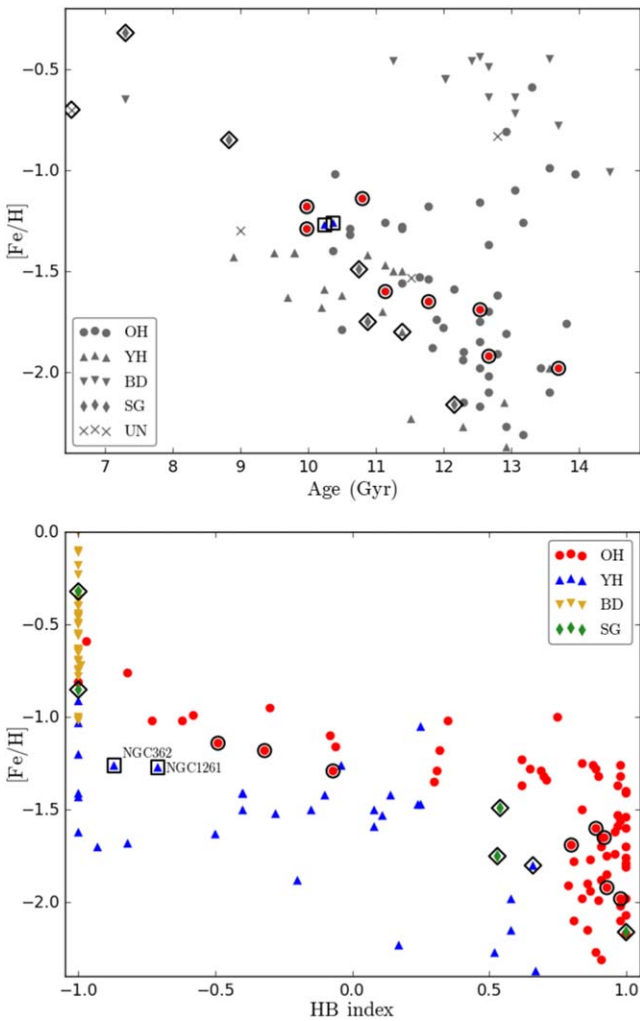 −0.5
−1.0
−1.5
−2.0
[Fe/H]
OH
YH
BD
SG
UN
7 8 9 10 11 12 13 14
Age (Gyr)
0.0
−0.5
−1.0
−1.5
−2.0
[Fe/H]
NGC362
NGC1261
OH
YH
BD
SG
−1.0 −0.5 0.0 0.5 1.0
HB index